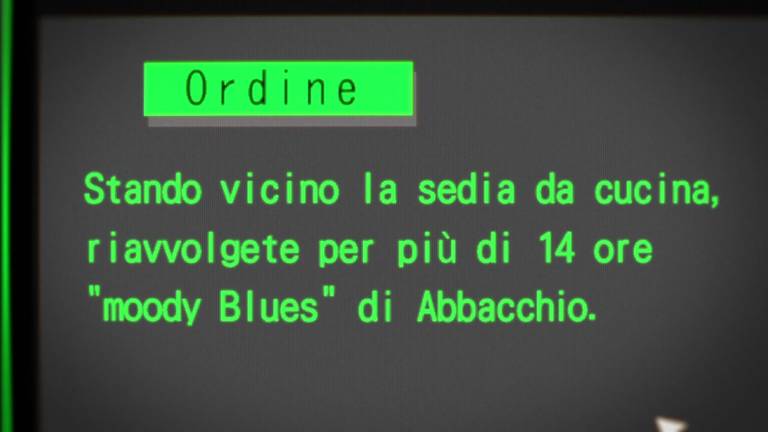 Ordine
Stando vicino la sedia da cucina,
riavvolgete per più di 14 ore
"moody Blues" di Abbacchio.